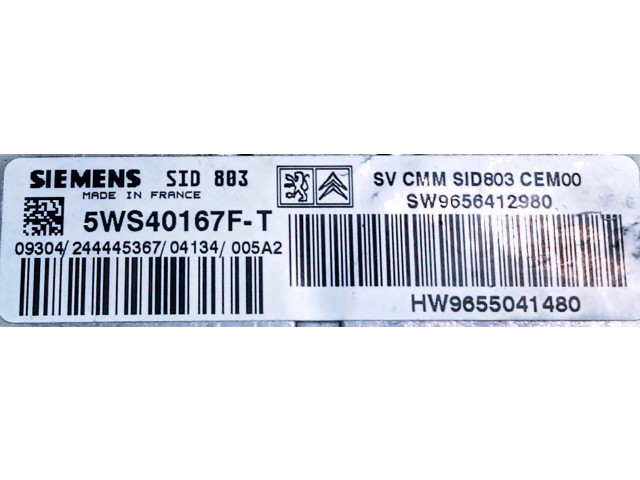 SIEMENS SID 803
MADE IN FRANCE
5WS40167F-T
09304/244445367/04134/005A2
SV CMM SID803 CEM00
SW9656412980
HW9655041480